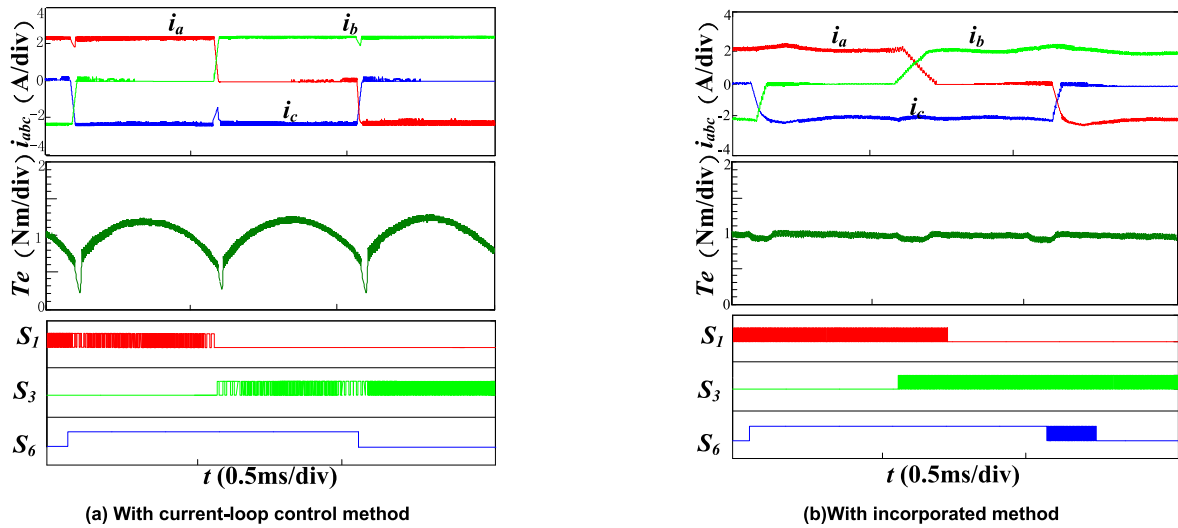 4
2
0
-2
-4
i_abc (A/div)
i_a
i_b
i_c
2
1
0
Te (Nm/div)
S_1
S_3
S_6
t (0.5ms/div)
(a) With current-loop control method
4
2
0
-2
-4
i_abc (A/div)
i_a
i_b
i_c
2
1
0
Te (Nm/div)
S_1
S_3
S_6
t (0.5ms/div)
(b)With incorporated method